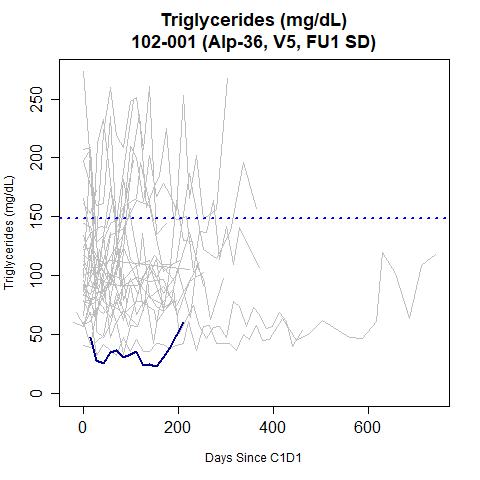 Triglycerides (mg/dL)
102-001 (Alp-36, V5, FU1 SD)
Triglycerides (mg/dL)
250
200
150
100
50
0
0 200 400 600
Days Since C1D1